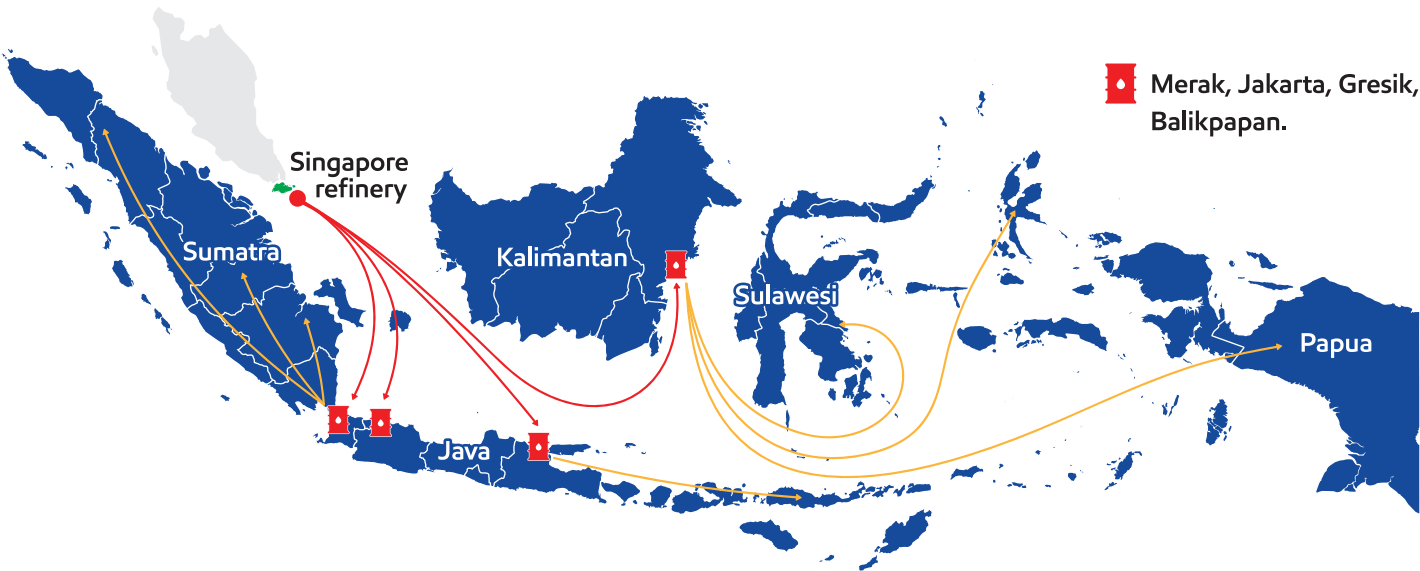 Merak, Jakarta, Gresik,
Balikpapan.
Singapore
refinery
Sumatra
Kalimantan
Sulawesi
Papua
Java